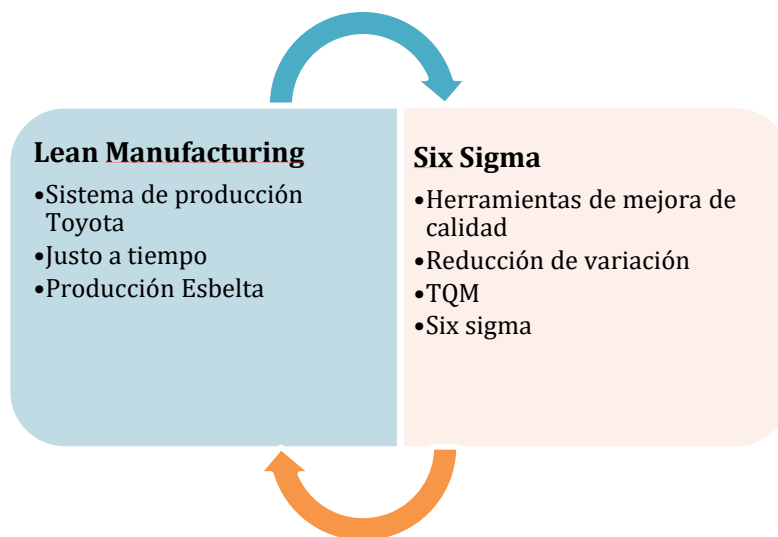 Lean Manufacturing
•Sistema de producción
Toyota
•Justo a tiempo
•Producción Esbelta
Six Sigma
•Herramientas de mejora de
calidad
•Reducción de variación
•TQM
•Six sigma